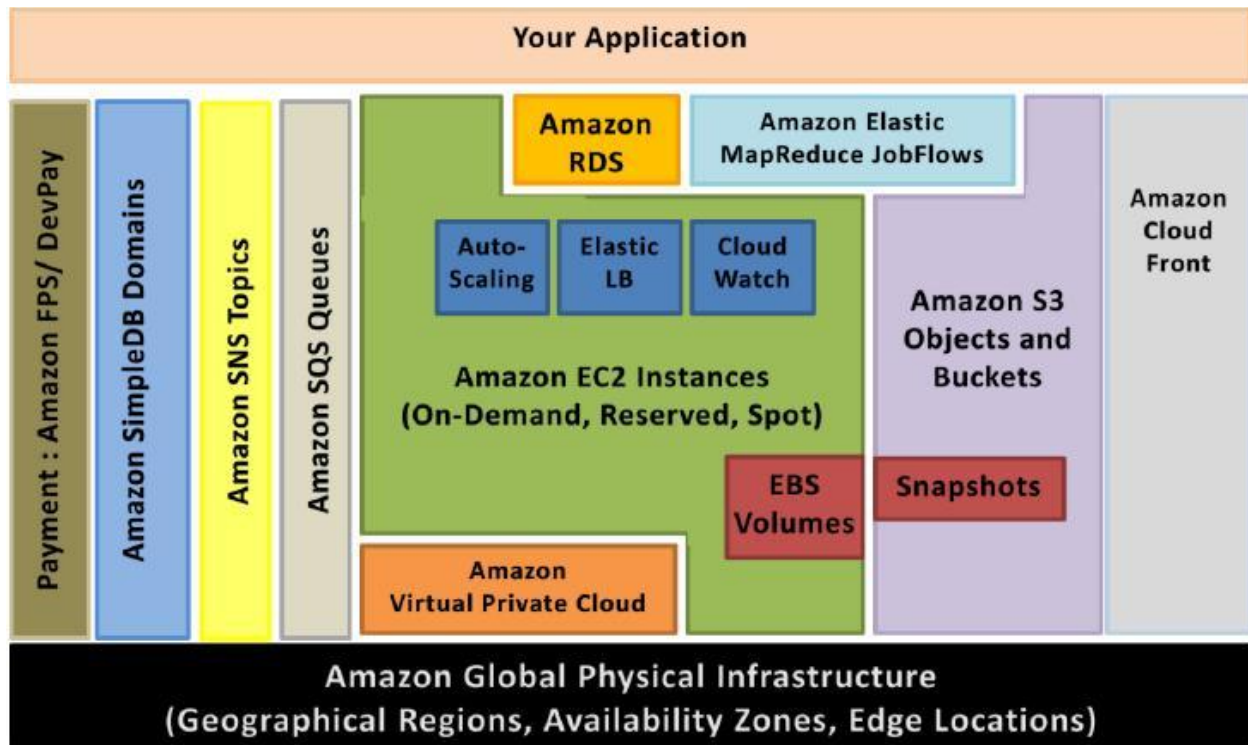 Your Application
Payment : Amazon FPS/ DevPay
Amazon SimpleDB Domains
Amazon SNS Topics
Amazon SQS Queues
Amazon
RDS
Amazon Elastic
MapReduce JobFlows
Auto-
Scaling
Elastic
LB
Cloud
Watch
Amazon EC2 Instances
(On-Demand, Reserved, Spot)
EBS
Volumes
Amazon
Virtual Private Cloud
Amazon S3
Objects and
Buckets
Snapshots
Amazon
Cloud
Front
Amazon Global Physical Infrastructure
(Geographical Regions, Availability Zones, Edge Locations)